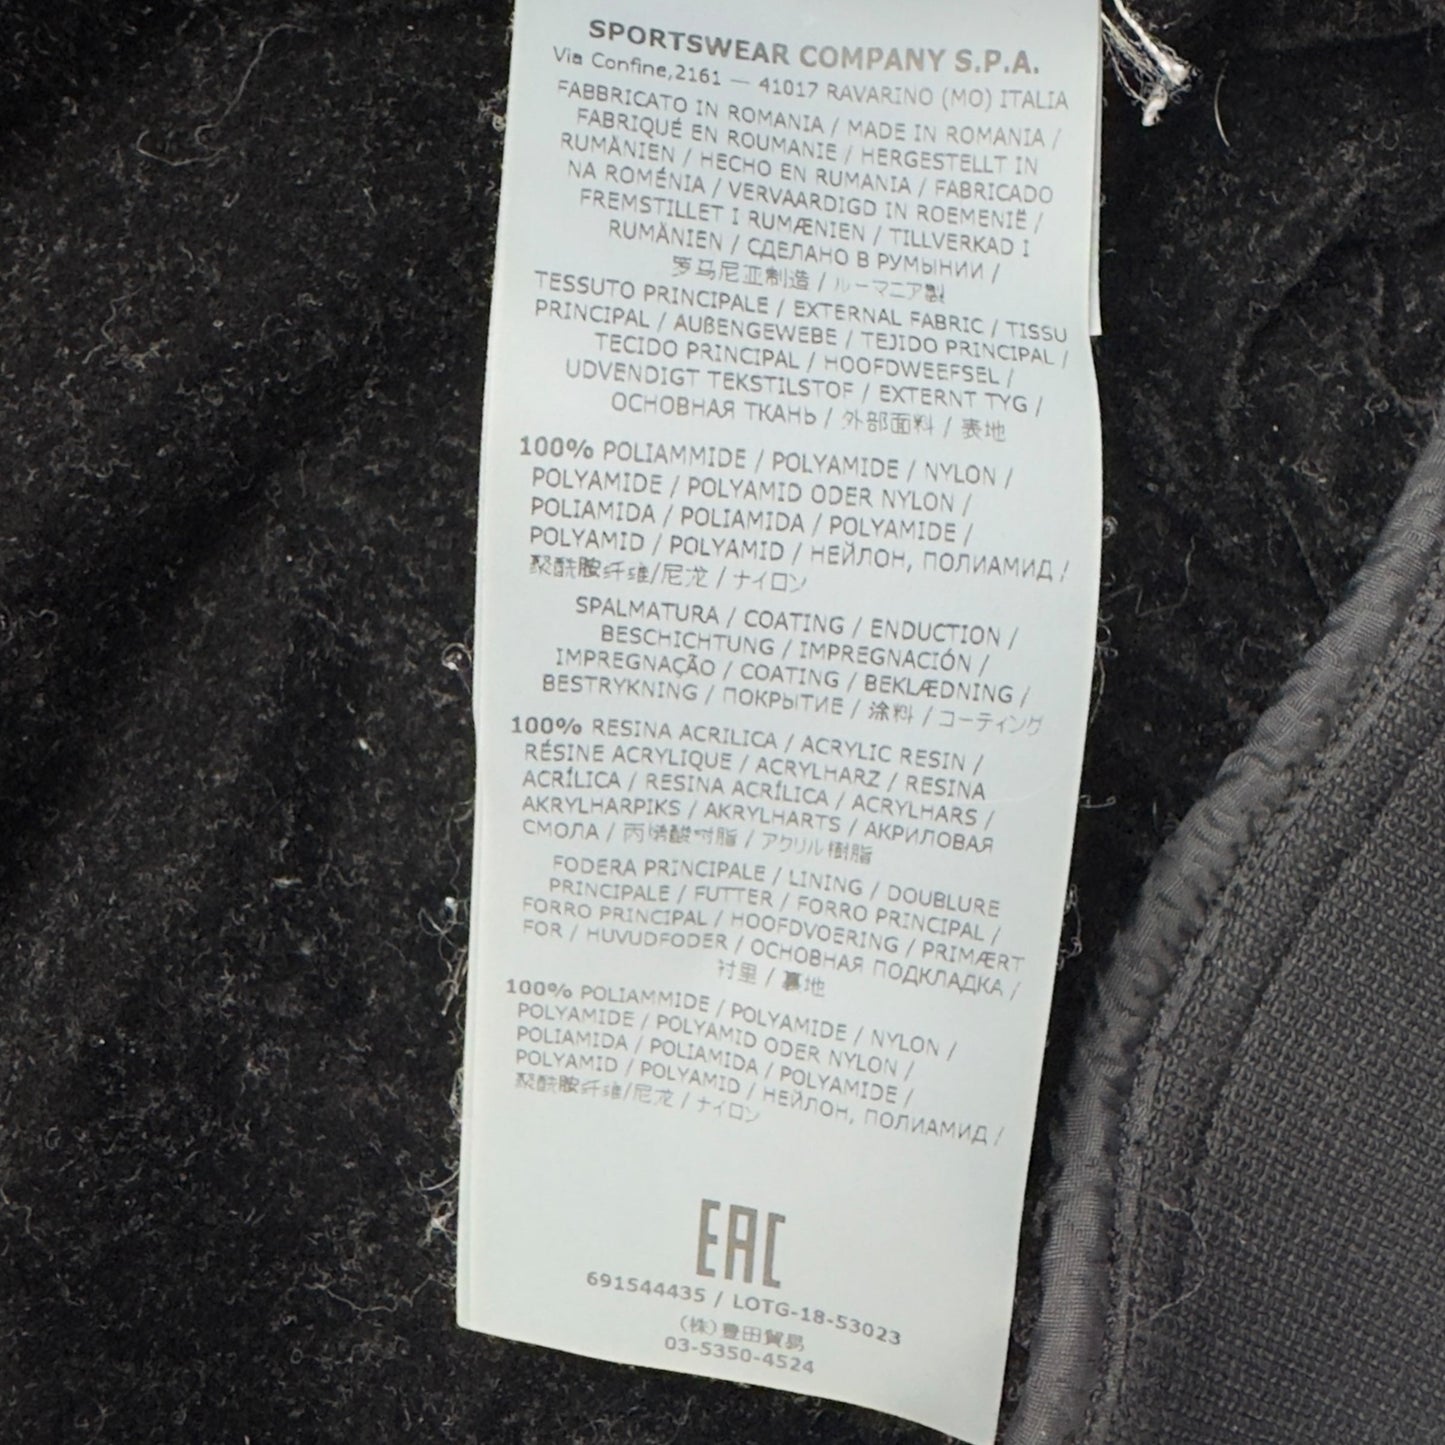 SPORTSWEAR COMPANY S.P.A.
Via Confine,2161 — 41017 RAVARINO (MO) ITALIA
FABBRICATO IN ROMANIA / MADE IN ROMANIA /
FABRIQUÉ EN ROUMANIE / HERGESTELLT IN
RUMÄNIEN / HECHO EN RUMANIA / FABRICADO
NA ROMÉNIA / VERVAARDIGD IN ROEMENIË /
FREMSTILLET I RUMÆNIEN / TILLVERKAD I
RUMÄNIEN / СДЕЛАНО В РУМЫНИИ /
罗马尼亚制造 / ルーマニア製
TESSUTO PRINCIPALE / EXTERNAL FABRIC / TISSU
PRINCIPAL / AUßENGEWEBE / TEJIDO PRINCIPAL /
TECIDO PRINCIPAL / HOOFDWEEFSEL /
UDVENDIGT TEKSTILSTOF / EXTERNT TYG /
ОСНОВНАЯ ТКАНЬ / 外部面料 / 表地
100% POLIAMMIDE / POLYAMIDE / NYLON /
POLYAMIDE / POLYAMID ODER NYLON /
POLIAMIDA / POLIAMIDA / POLYAMIDE /
POLYAMID / POLYAMID / НЕЙЛОН, ПОЛИАМИД /
聚酰胺纤维/尼龙 / ナイロン
SPALMATURA / COATING / ENDUCTION /
BESCHICHTUNG / IMPREGNACIÓN /
IMPREGNAÇÃO / COATING / BEKLÆDNING /
BESTRYKNING / ПОКРЫТИЕ / 涂料 / コーティング
100% RESINA ACRILICA / ACRYLIC RESIN /
RÉSINE ACRYLIQUE / ACRYLHARZ / RESINA
ACRÍLICA / RESINA ACRÍLICA / ACRYLHARS /
AKRYLHARPIKS / AKRYLHARTS / АКРИЛОВАЯ
СМОЛА / 丙烯酸树脂 / アクリル樹脂
FODERA PRINCIPALE / LINING / DOUBLURE
PRINCIPALE / FUTTER / FORRO PRINCIPAL /
FORRO PRINCIPAL / HOOFDVOERING / PRIMÆRT
FOR / HUVUDFODER / ОСНОВНАЯ ПОДКЛАДКА /
衬里 / 裏地
100% POLIAMMIDE / POLYAMIDE / NYLON /
POLYAMIDE / POLYAMID ODER NYLON /
POLIAMIDA / POLIAMIDA / POLYAMIDE /
POLYAMID / POLYAMID / НЕЙЛОН, ПОЛИАМИД /
聚酰胺纤维/尼龙 / ナイロン
EAC
691544435 / LOTG-18-53023
(株)豊田貿易
03-5350-4524